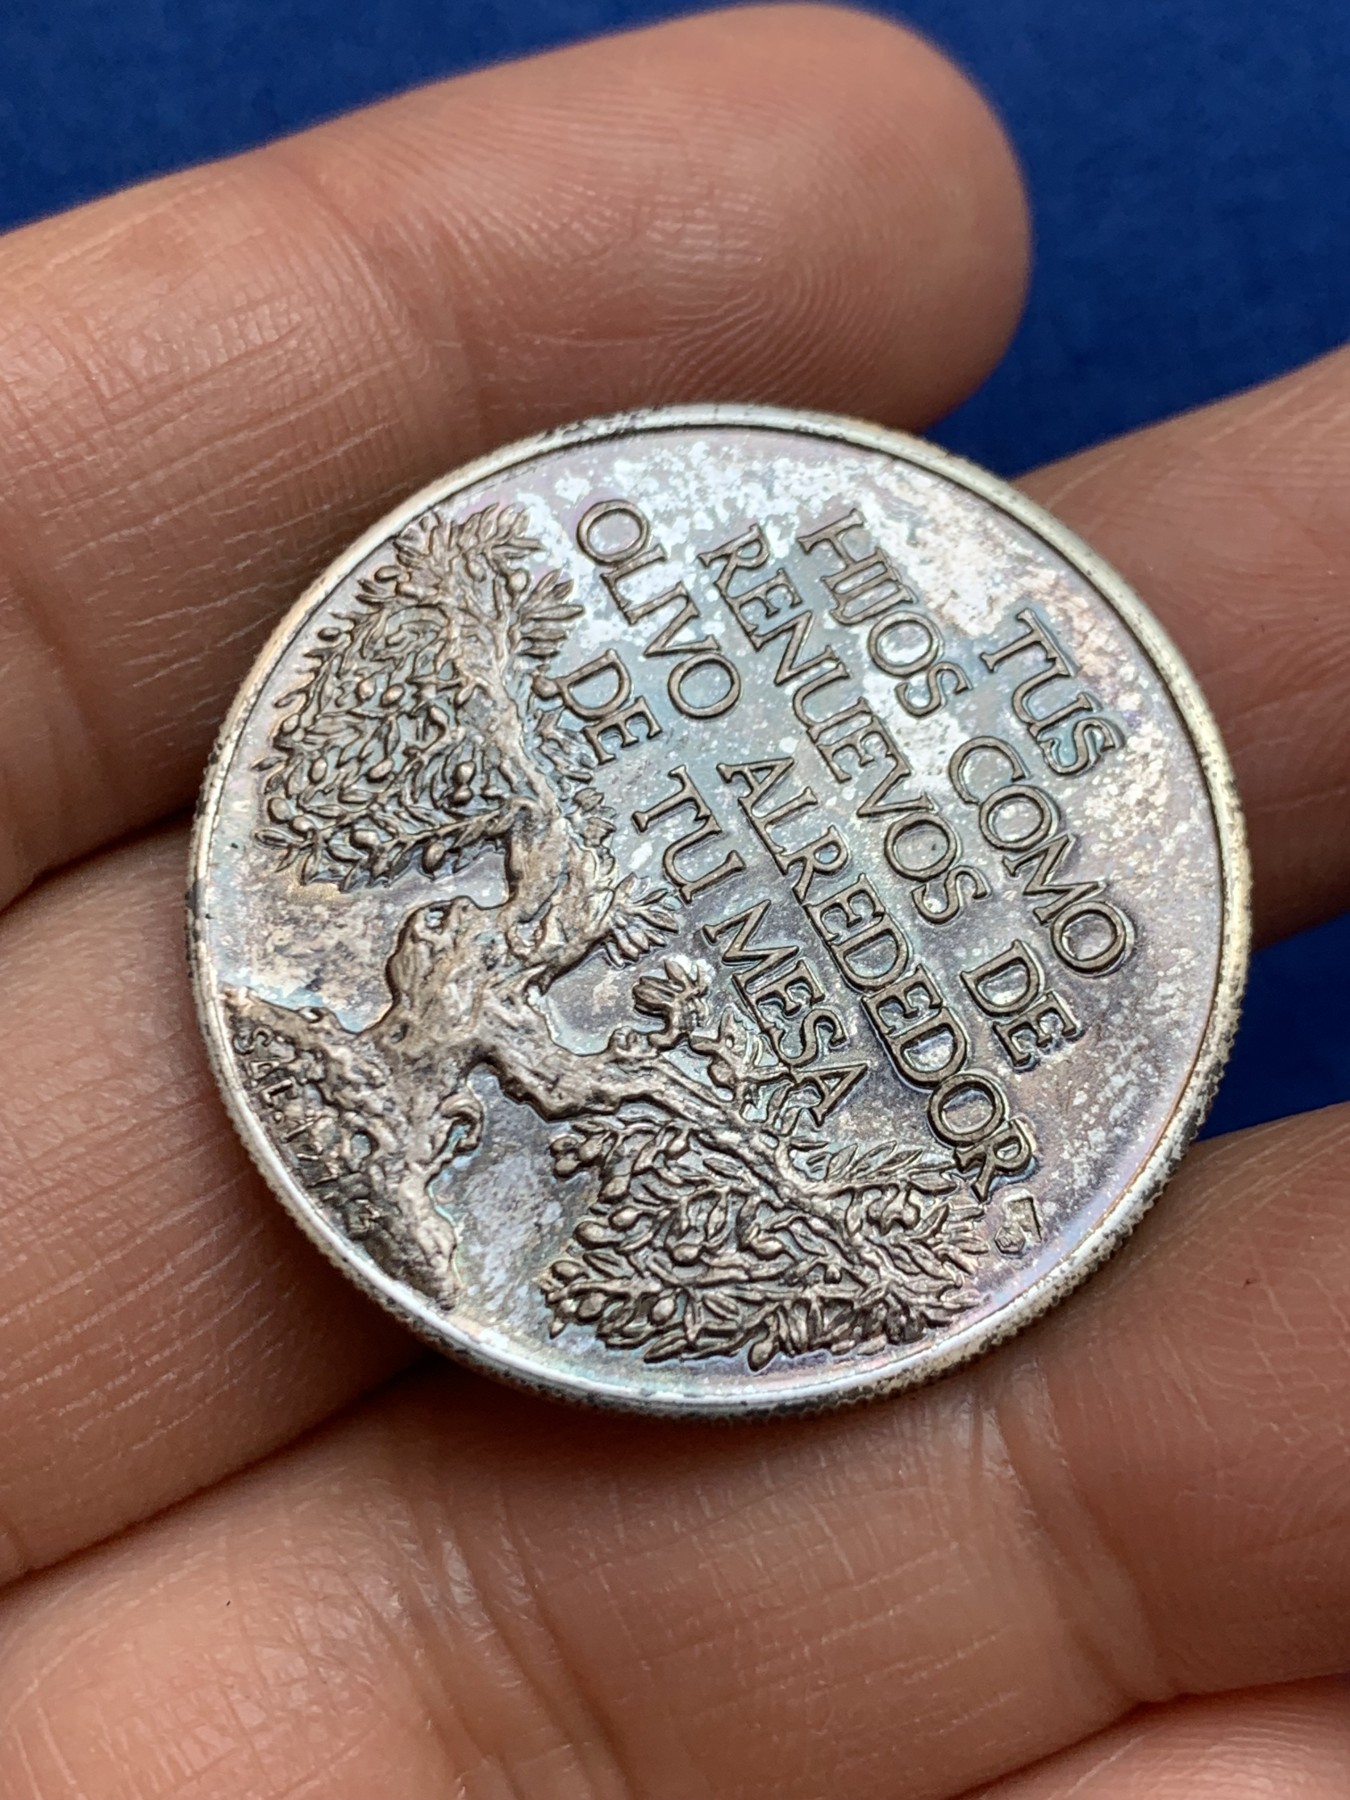 TUS
HIJOS COMO
RENUEVOS DE
OLIVO ALREDEDOR
DE TU MESA